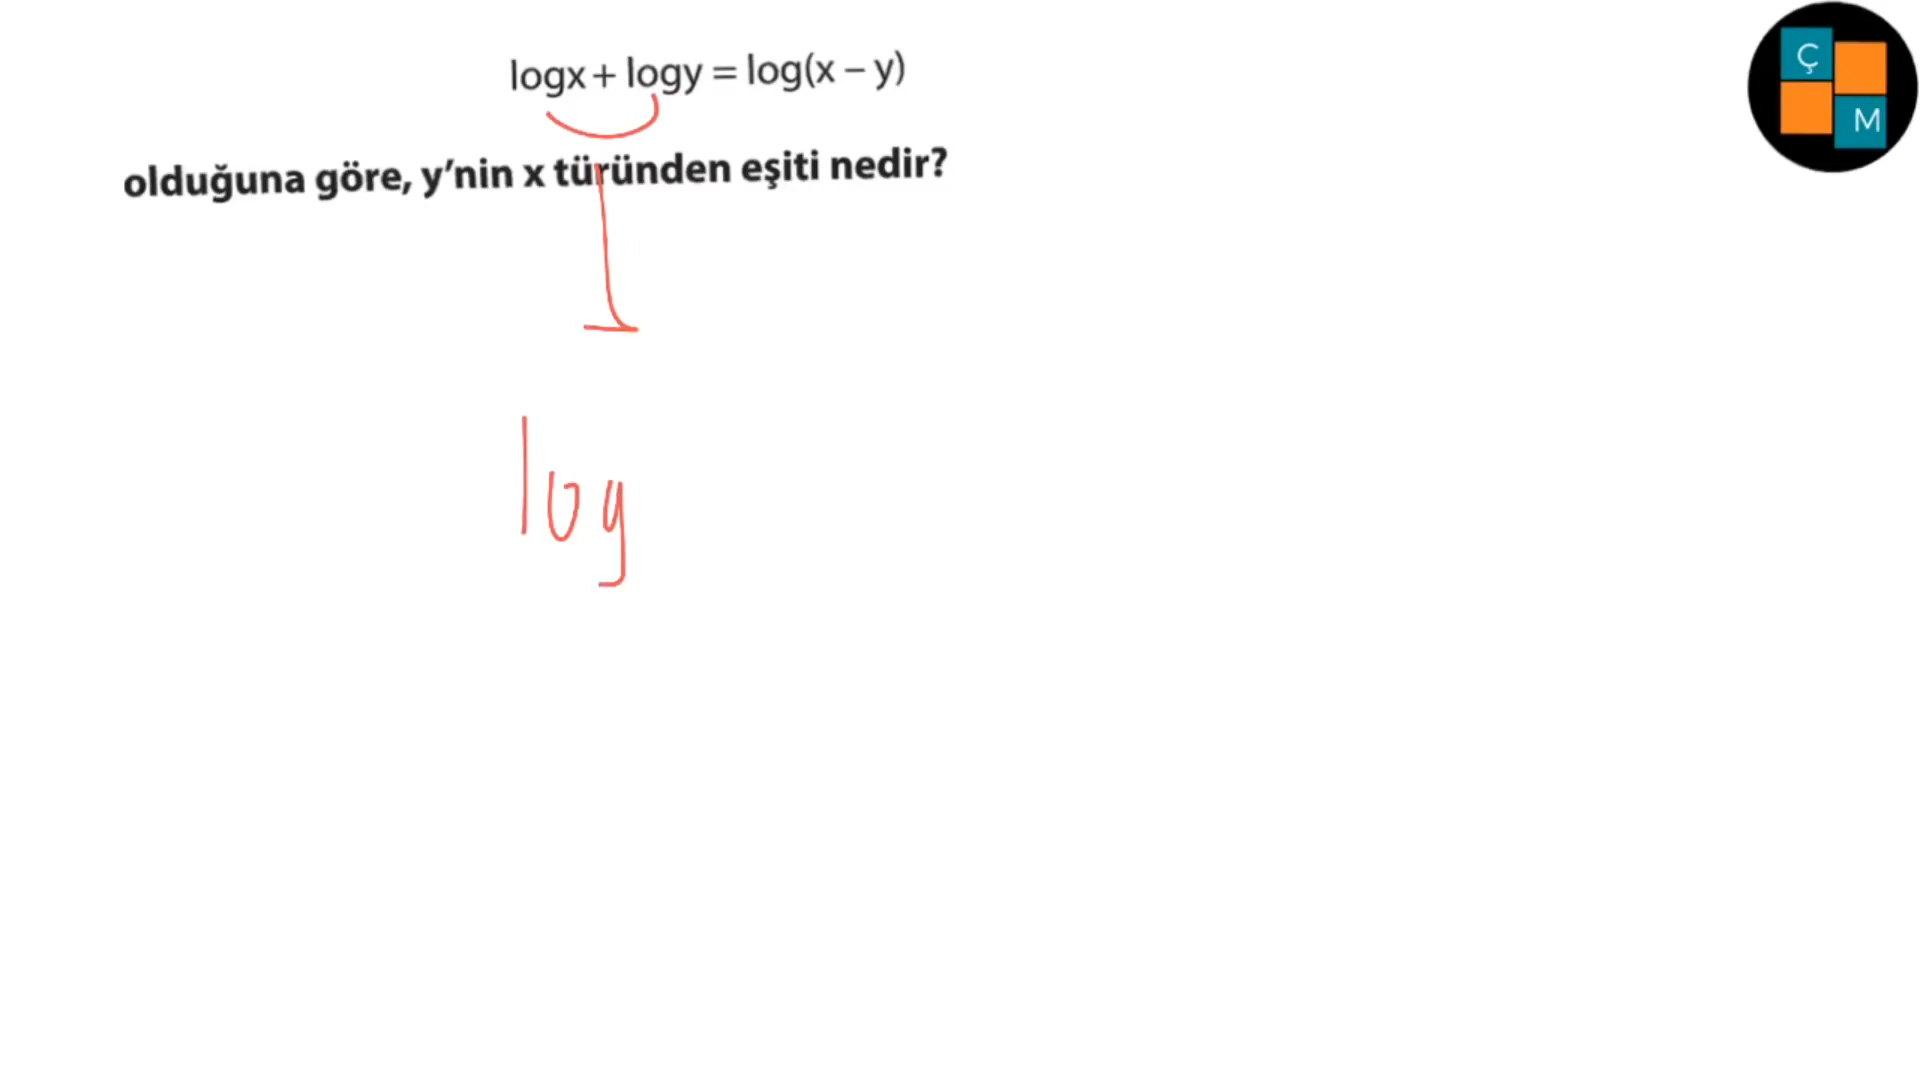 logx + logy = log(x – y)
olduğuna göre, y’nin x türünden eşiti nedir?
log
Ç
M